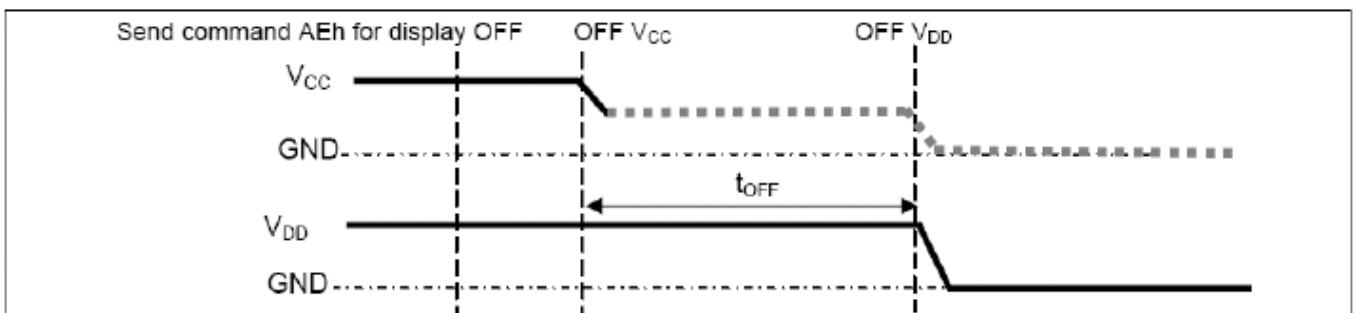 Send command AEh for display OFF OFF VCC OFF VDD
VCC
GND
tOFF
VDD
GND